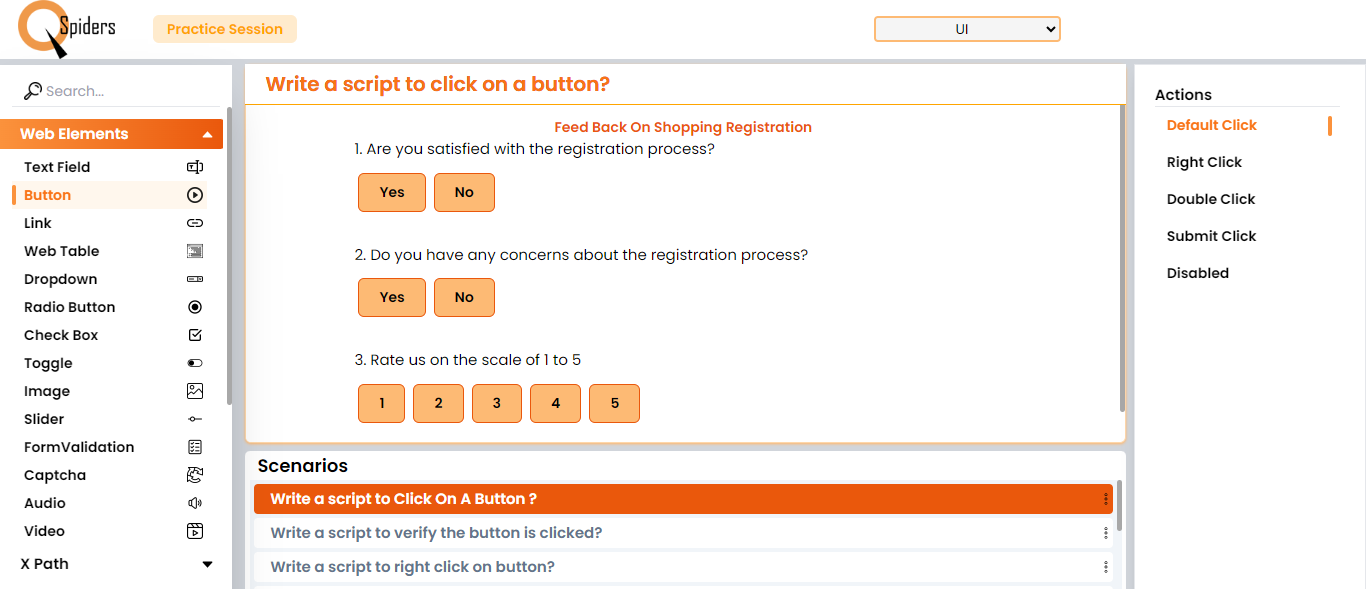 Spiders
Practice Session
UI
Search...
Web Elements
Text Field
Button
Link
Web Table
Dropdown
Radio Button
Check Box
Toggle
Image
Slider
FormValidation
Captcha
Audio
Video
X Path
Write a script to click on a button?
Feed Back On Shopping Registration
1. Are you satisfied with the registration process?
Yes No
2. Do you have any concerns about the registration process?
Yes No
3. Rate us on the scale of 1 to 5
1 2 3 4 5
Scenarios
Write a script to Click On A Button ?
Write a script to verify the button is clicked?
Write a script to right click on button?
Actions
Default Click
Right Click
Double Click
Submit Click
Disabled